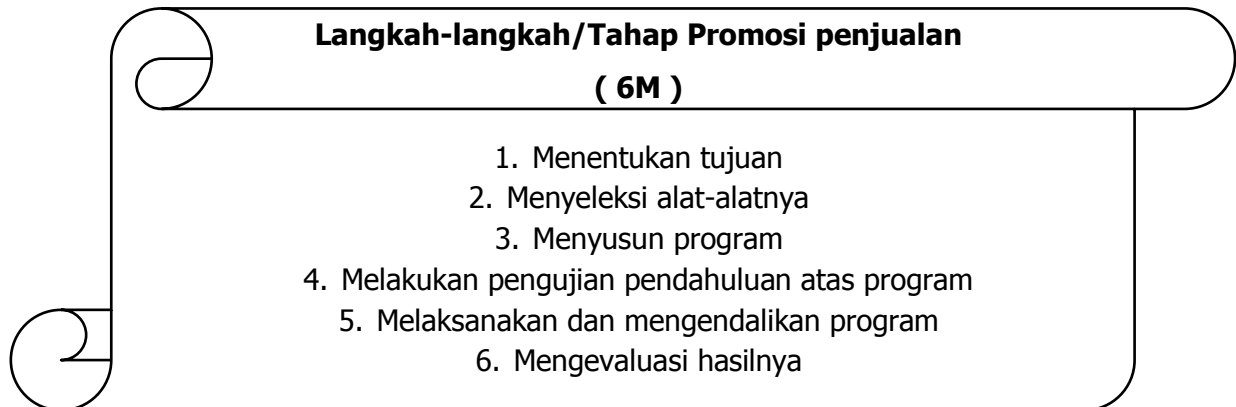 Langkah-langkah/Tahap Promosi penjualan
( 6M )
1. Menentukan tujuan
2. Menyeleksi alat-alatnya
3. Menyusun program
4. Melakukan pengujian pendahuluan atas program
5. Melaksanakan dan mengendalikan program
6. Mengevaluasi hasilnya